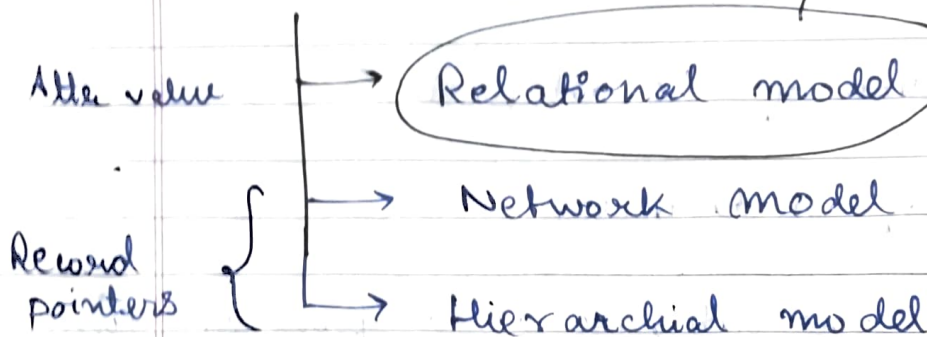 Attr value Relational model
Network model
Record
pointers Hierarchial model